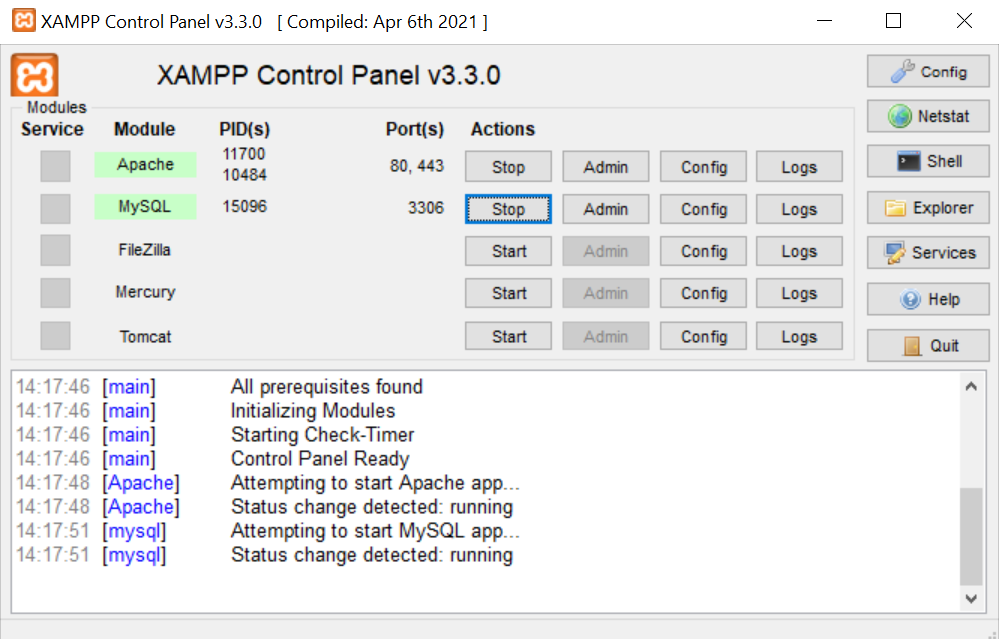 XAMPP Control Panel v3.3.0 [ Compiled: Apr 6th 2021 ]
XAMPP Control Panel v3.3.0
Config
Modules
Service Module PID(s) Port(s) Actions
Netstat
Apache 11700 10484 80, 443 Stop Admin Config Logs
Shell
MySQL 15096 3306 Stop Admin Config Logs
Explorer
FileZilla Start Admin Config Logs
Services
Mercury Start Admin Config Logs
Help
Tomcat Start Admin Config Logs
Quit
14:17:46 [main] All prerequisites found
14:17:46 [main] Initializing Modules
14:17:46 [main] Starting Check-Timer
14:17:46 [main] Control Panel Ready
14:17:48 [Apache] Attempting to start Apache app...
14:17:48 [Apache] Status change detected: running
14:17:51 [mysql] Attempting to start MySQL app...
14:17:51 [mysql] Status change detected: running